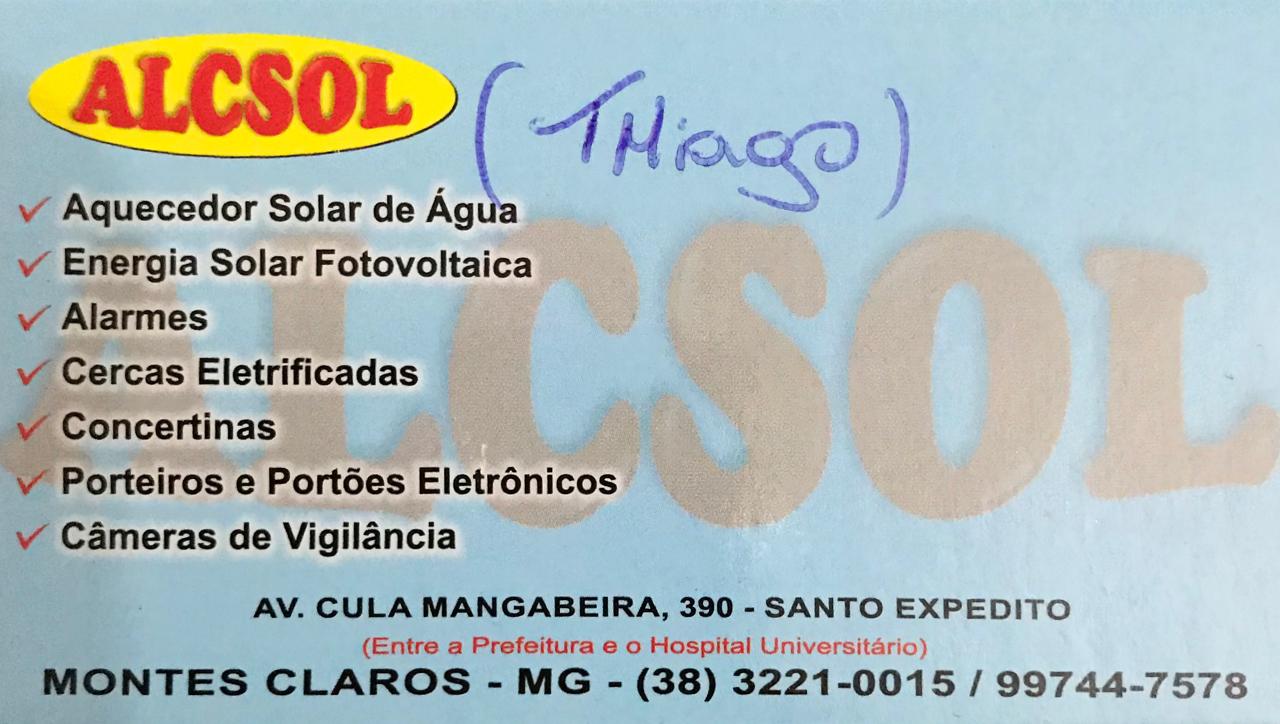 ALCSOL
(THiago)
Aquecedor Solar de Água
Energia Solar Fotovoltaica
Alarmes
Cercas Eletrificadas
Concertinas
Porteiros e Portões Eletrônicos
Câmeras de Vigilância
ALCSOL
AV. CULA MANGABEIRA, 390 - SANTO EXPEDITO
(Entre a Prefeitura e o Hospital Universitário)
MONTES CLAROS - MG - (38) 3221-0015 / 99744-7578